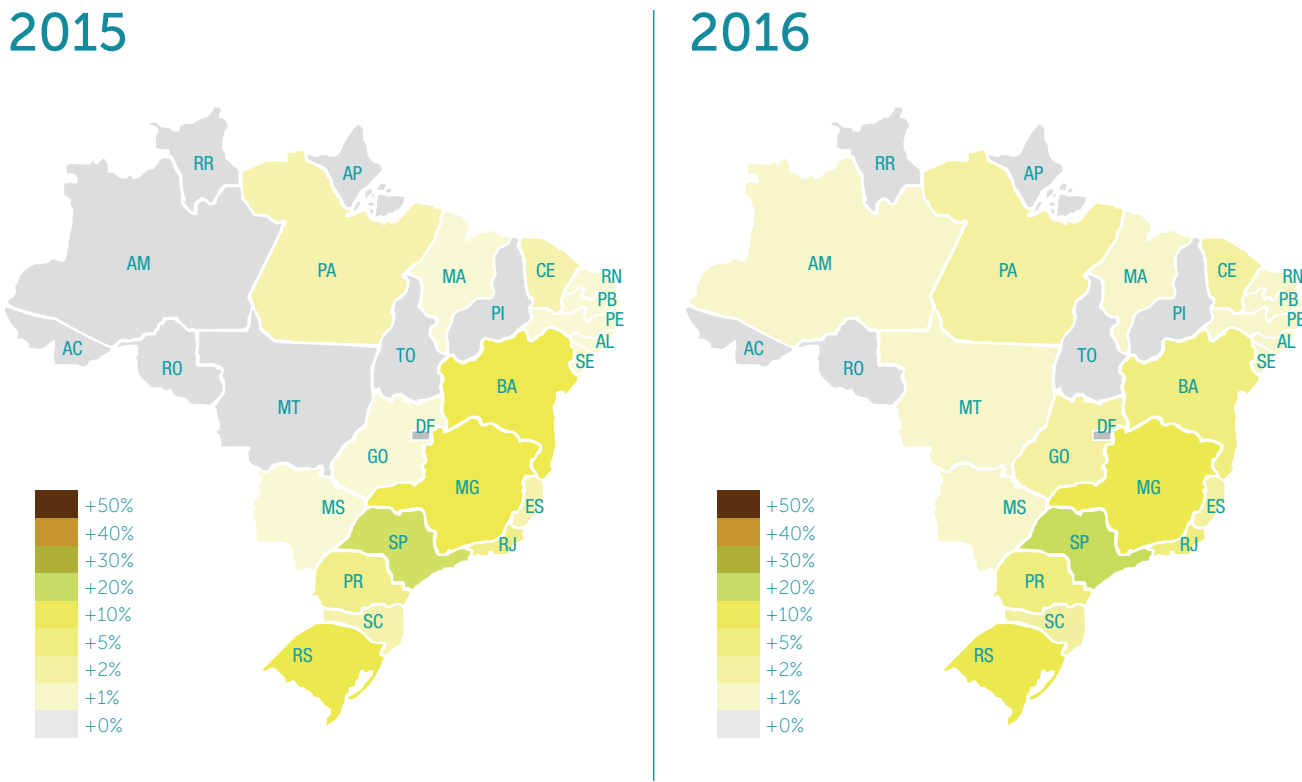 2015
RR
AP
AM
PA
MA
CE
RN
PB
PI
PE
AL
SE
AC
RO
TO
BA
MT
DF
GO
MG
MS
ES
SP
RJ
PR
SC
RS
+50%
+40%
+30%
+20%
+10%
+5%
+2%
+1%
+0%
2016
RR
AP
AM
PA
MA
CE
RN
PB
PI
PE
AL
SE
AC
RO
TO
BA
MT
DF
GO
MG
MS
ES
SP
RJ
PR
SC
RS
+50%
+40%
+30%
+20%
+10%
+5%
+2%
+1%
+0%